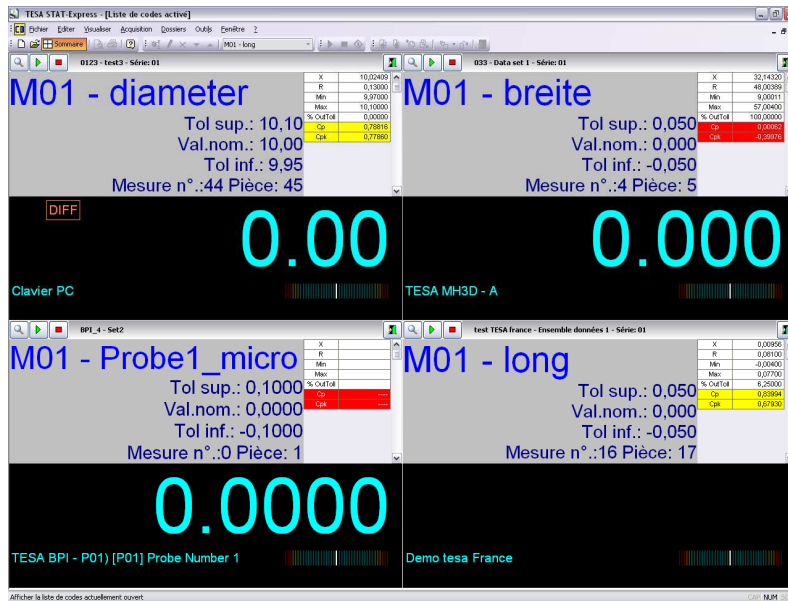 TESA STAT-Express - [Liste de codes activé]
Fichier Editer Visualiser Acquisition Dossiers Outils Fenêtre ?
Sommaire M01 - long
0123 - test3 - Série: 01
M01 - diameter
Tol sup.: 10,10
Val.nom.: 10,00
Tol inf.: 9,95
Mesure n°.:44 Pièce: 45
X 10,02409
R 0,13000
Min 9,97000
Max 10,10000
% OutToll 0,00000
Cp 0,76816
Cpk 0,77860
DIFF
0.00
Clavier PC
033 - Data set 1 - Série: 01
M01 - breite
Tol sup.: 0,050
Val.nom.: 0,000
Tol inf.: -0,050
Mesure n°.:4 Pièce: 5
X 32,14320
R 48,00389
Min 9,00011
Max 57,00400
% OutToll 100,00000
Cp 0,00062
Cpk -0,39976
0.000
TESA MH3D - A
BPI_4 - Set2
M01 - Probe1_micro
Tol sup.: 0,1000
Val.nom.: 0,0000
Tol inf.: -0,1000
Mesure n°.:0 Pièce: 1
X
R
Min
Max
% OutToll
Cp ----
Cpk ----
0.0000
TESA BPI - P01) [P01] Probe Number 1
test TESA france - Ensemble données 1 - Série: 01
M01 - long
Tol sup.: 0,050
Val.nom.: 0,000
Tol inf.: -0,050
Mesure n°.:16 Pièce: 17
X 0,00956
R 0,08100
Min -0,00400
Max 0,07700
% OutToll 6,25000
Cp 0,83994
Cpk 0,67930
Demo tesa France
Afficher la liste de codes actuellement ouvert
CAP NUM